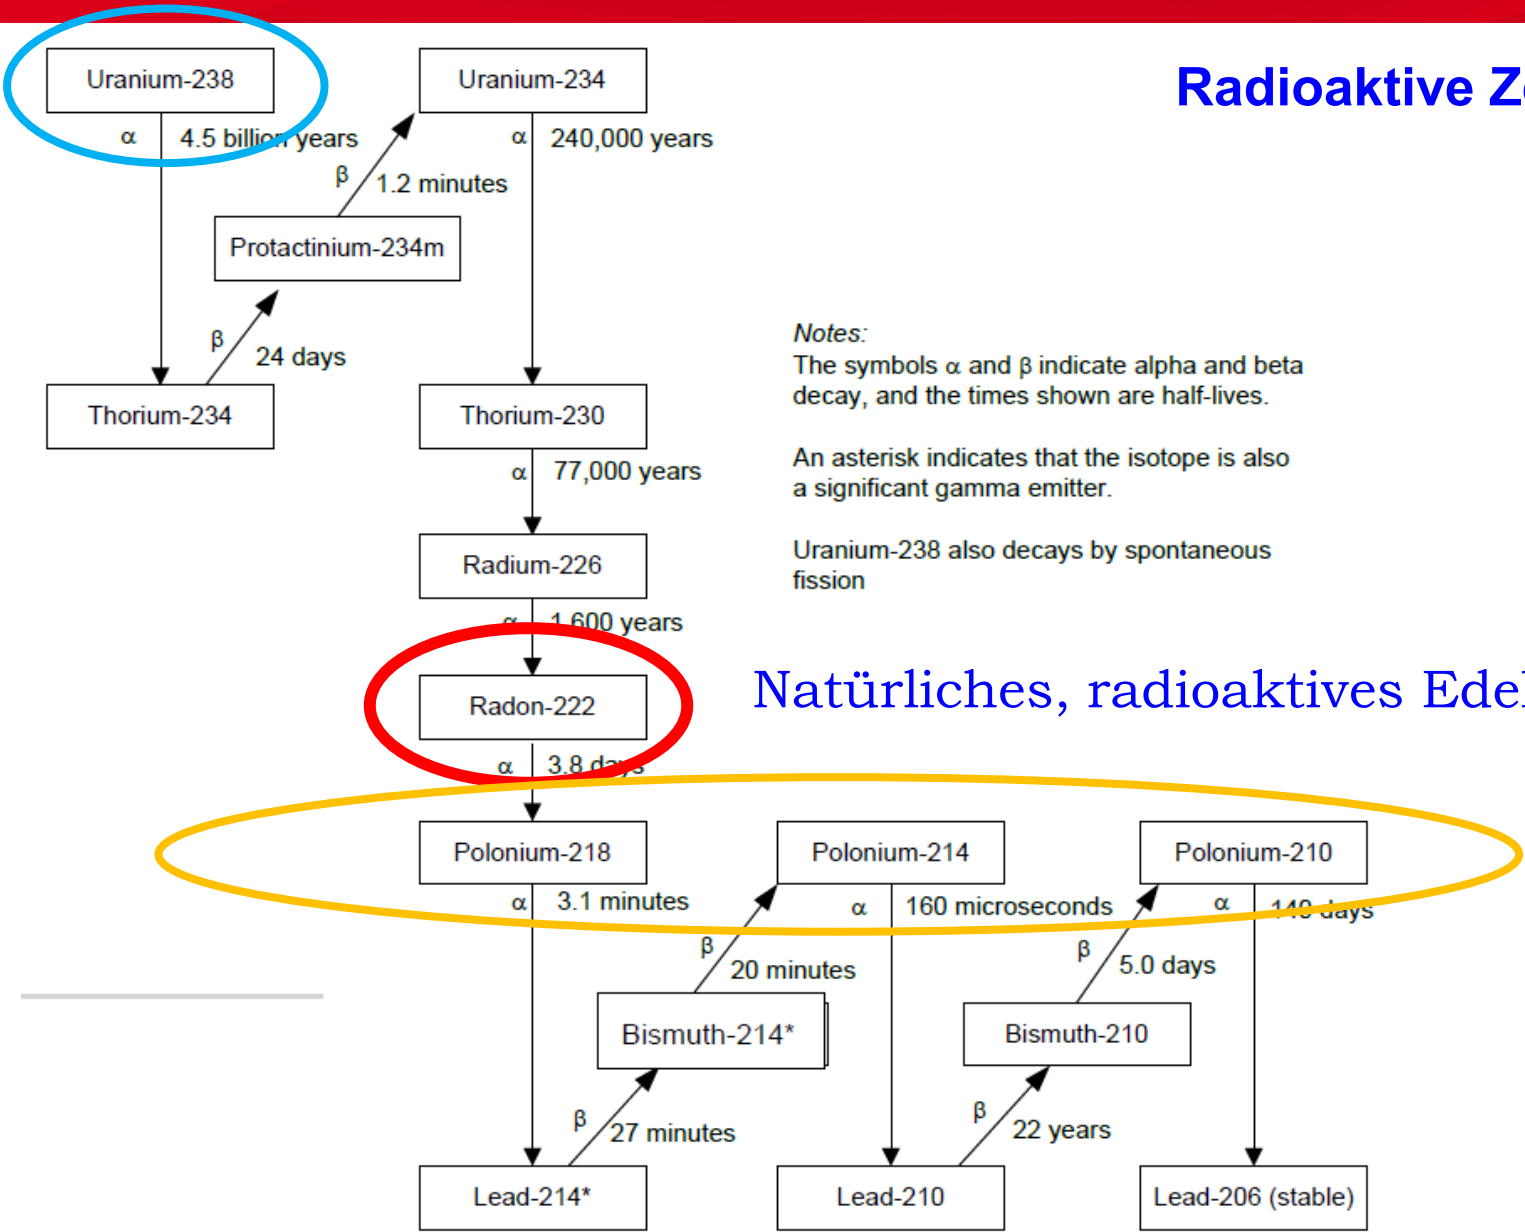 Radioaktive
Uranium-238
Uranium-234
α 4.5 billion years
α 240,000 years
β 1.2 minutes
Protactinium-234m
β 24 days
Thorium-234
Thorium-230
Notes:
The symbols α and β indicate alpha and beta
decay, and the times shown are half-lives.
An asterisk indicates that the isotope is also
a significant gamma emitter.
Uranium-238 also decays by spontaneous
fission
α 77,000 years
Radium-226
α 1,600 years
Radon-222
Natürliches, radioaktives
α 3.8 days
Polonium-218
Polonium-214
Polonium-210
α 3.1 minutes
α 160 microseconds
α days
β 20 minutes
β 5.0 days
Bismuth-214*
Bismuth-210
β 27 minutes
β 22 years
Lead-214*
Lead-210
Lead-206 (stable)